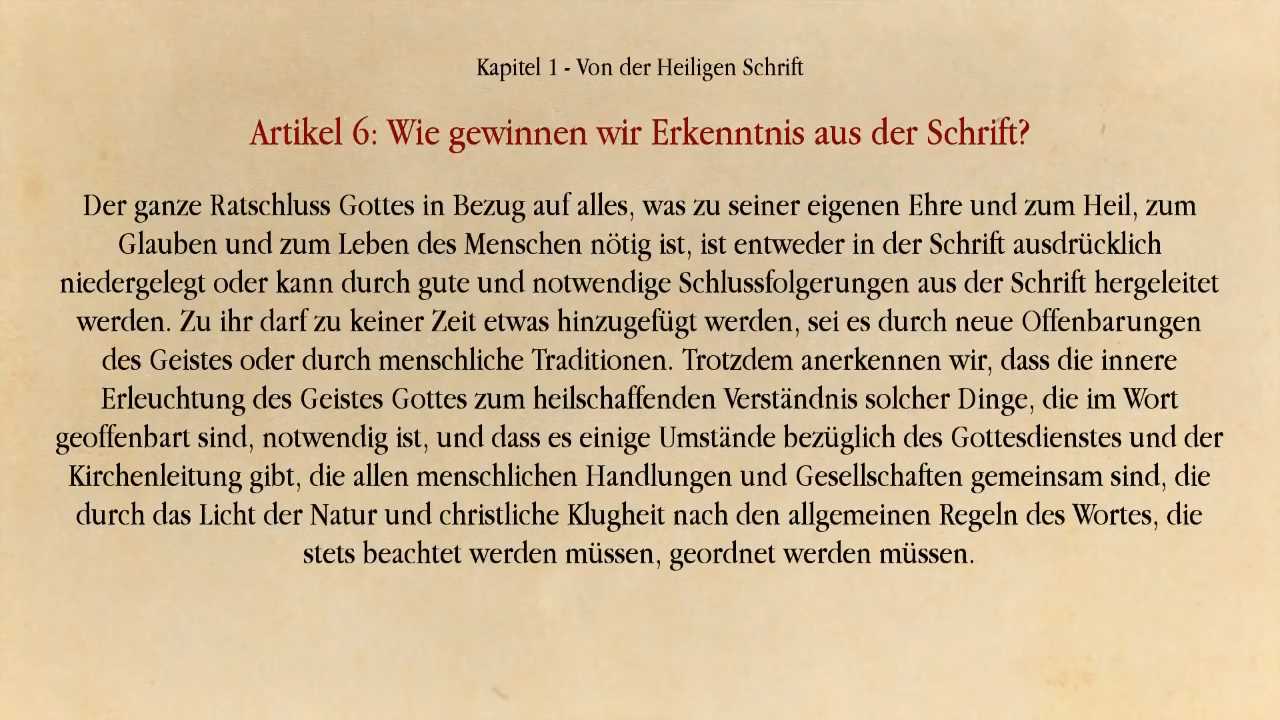 Kapitel 1 - Von der Heiligen Schrift
Artikel 6: Wie gewinnen wir Erkenntnis aus der Schrift?
Der ganze Ratschluss Gottes in Bezug auf alles, was zu seiner eigenen Ehre und zum Heil, zum
Glauben und zum Leben des Menschen nötig ist, ist entweder in der Schrift ausdrücklich
niedergelegt oder kann durch gute und notwendige Schlussfolgerungen aus der Schrift hergeleitet
werden. Zu ihr darf zu keiner Zeit etwas hinzugefügt werden, sei es durch neue Offenbarungen
des Geistes oder durch menschliche Traditionen. Trotzdem anerkennen wir, dass die innere
Erleuchtung des Geistes Gottes zum heilschaffenden Verständnis solcher Dinge, die im Wort
geoffenbart sind, notwendig ist, und dass es einige Umstände bezüglich des Gottesdienstes und der
Kirchenleitung gibt, die allen menschlichen Handlungen und Gesellschaften gemeinsam sind, die
durch das Licht der Natur und christliche Klugheit nach den allgemeinen Regeln des Wortes, die
stets beachtet werden müssen, geordnet werden müssen.